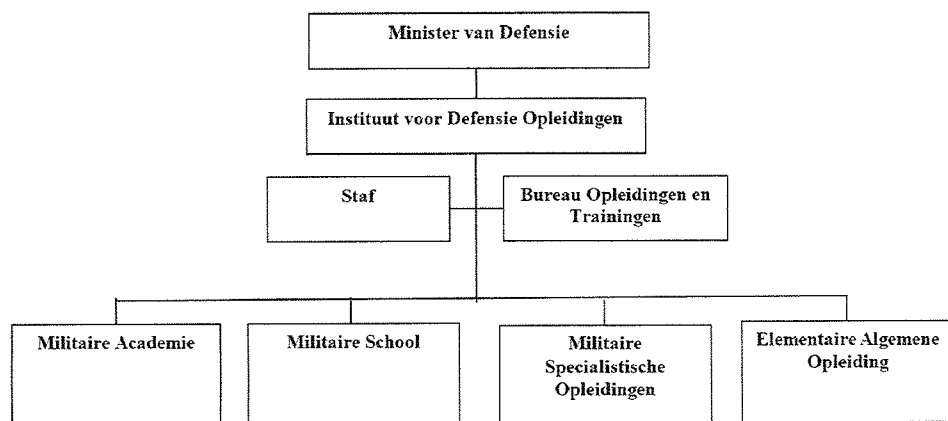 Minister van Defensie
Instituut voor Defensie Opleidingen
Staf
Bureau Opleidingen en
Trainingen
Militaire Academie
Militaire School
Militaire
Specialistische
Opleidingen
Elementaire Algemene
Opleiding